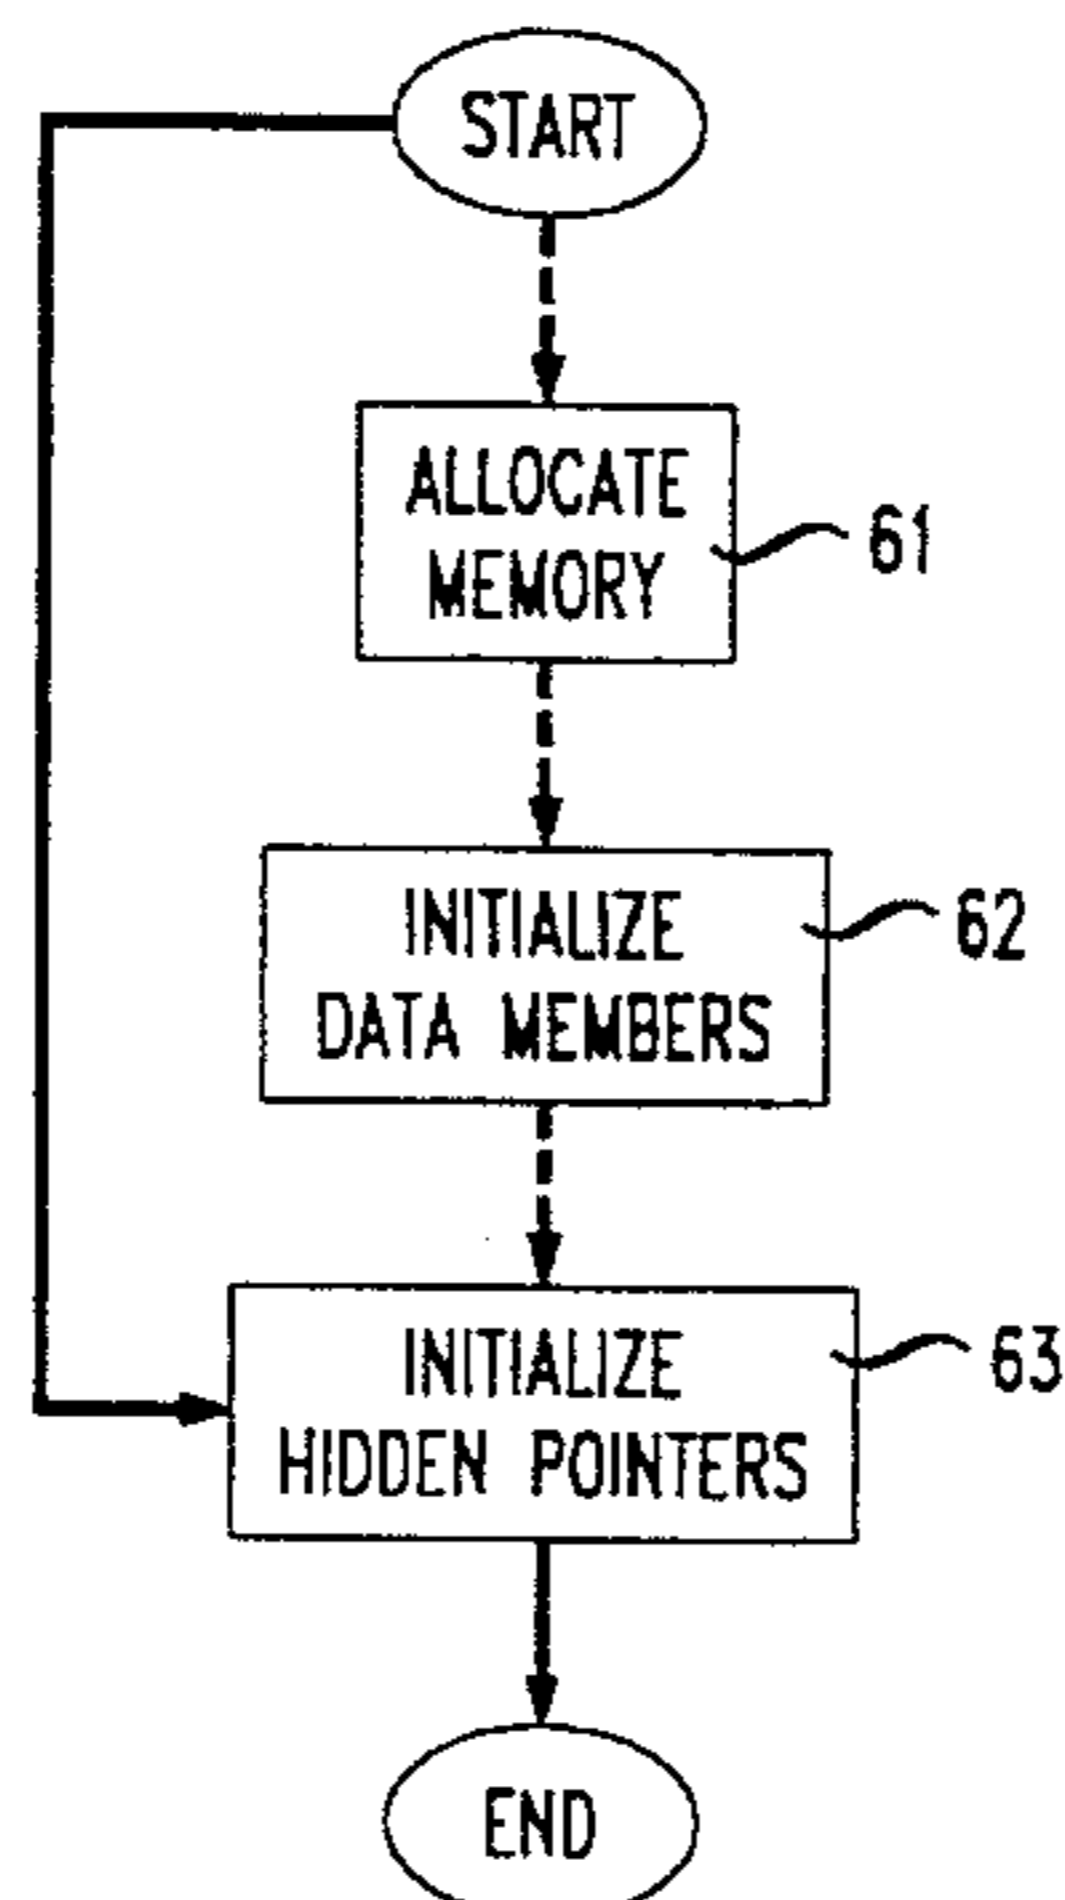 START
ALLOCATE
MEMORY
61
INITIALIZE
DATA MEMBERS
62
INITIALIZE
HIDDEN POINTERS
63
END